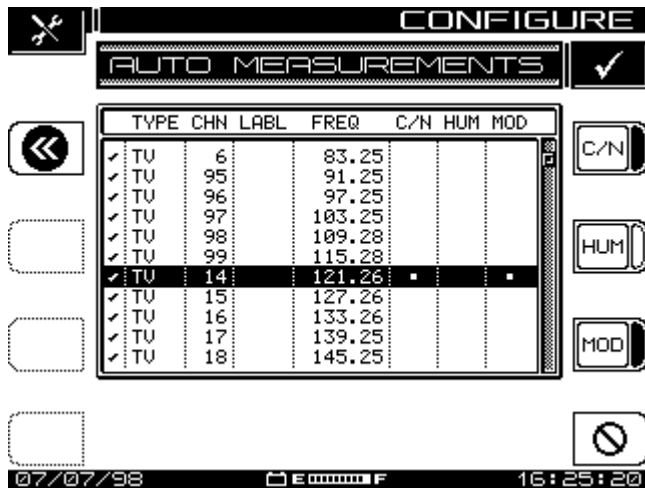 CONFIGURE
AUTO MEASUREMENTS
TYPE CHN LABL FREQ C/N HUM MOD
TV 6 83.25
TV 95 91.25
TV 96 97.25
TV 97 103.25
TV 98 109.28
TV 99 115.28
TV 14 121.26
TV 15 127.26
TV 16 133.26
TV 17 139.25
TV 18 145.25
C/N
HUM
MOD
07/07/98 E F 16:25:20